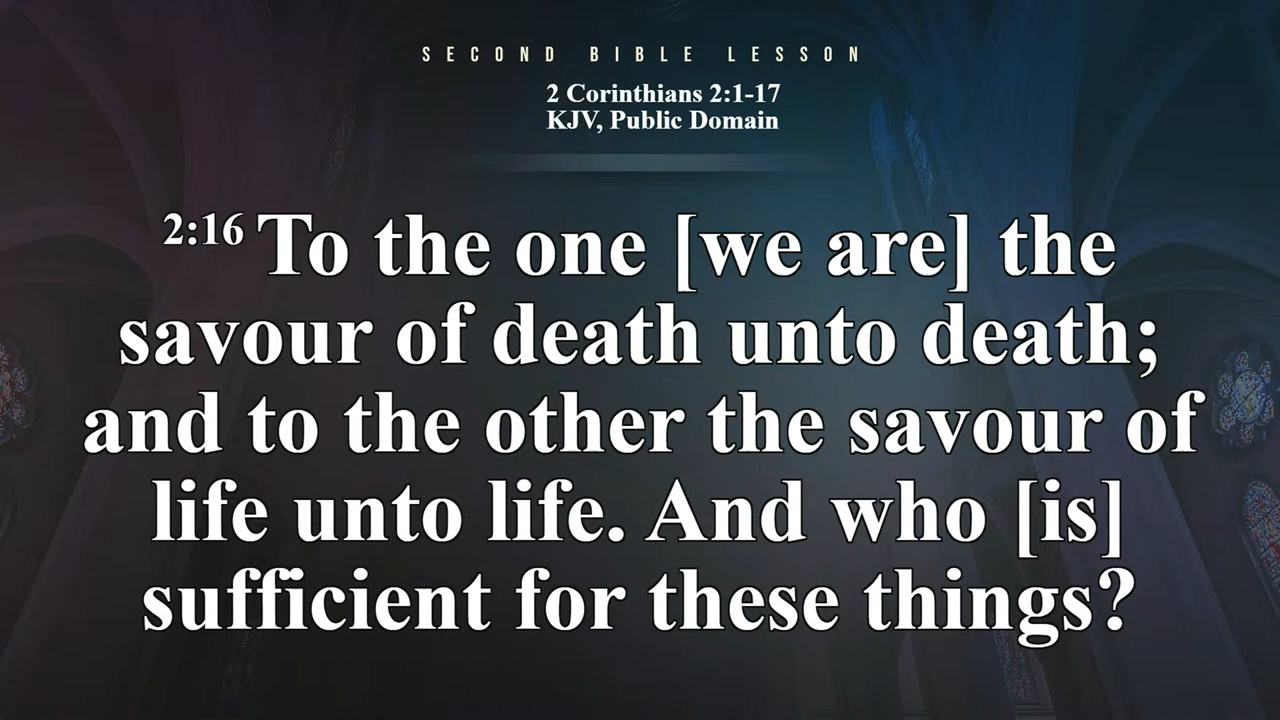 SECOND BIBLE LESSON
2 Corinthians 2:1-17
KJV, Public Domain
2:16 To the one [we are] the
savour of death unto death;
and to the other the savour of
life unto life. And who [is]
sufficient for these things?